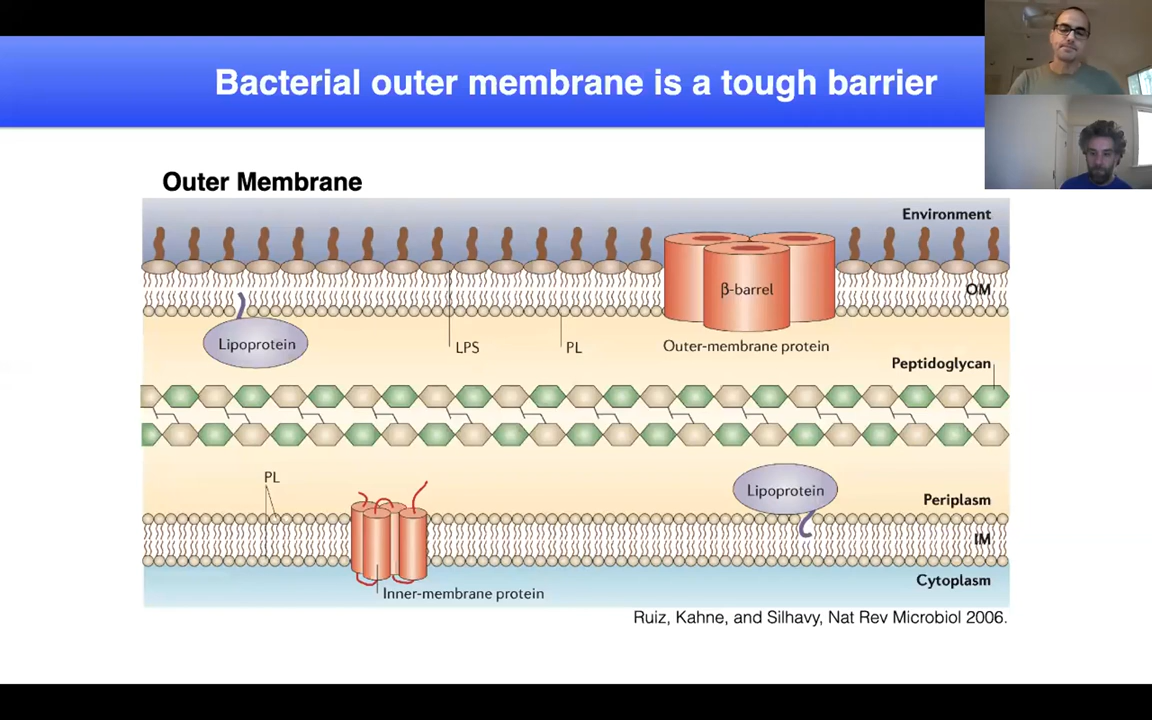 Bacterial outer membrane is a tough barrier
Outer Membrane
Environment
β-barrel
OM
Lipoprotein
LPS
PL
Outer-membrane protein
Peptidoglycan
PL
Lipoprotein
Periplasm
IM
Cytoplasm
Inner-membrane protein
Ruiz, Kahne, and Silhavy, Nat Rev Microbiol 2006.